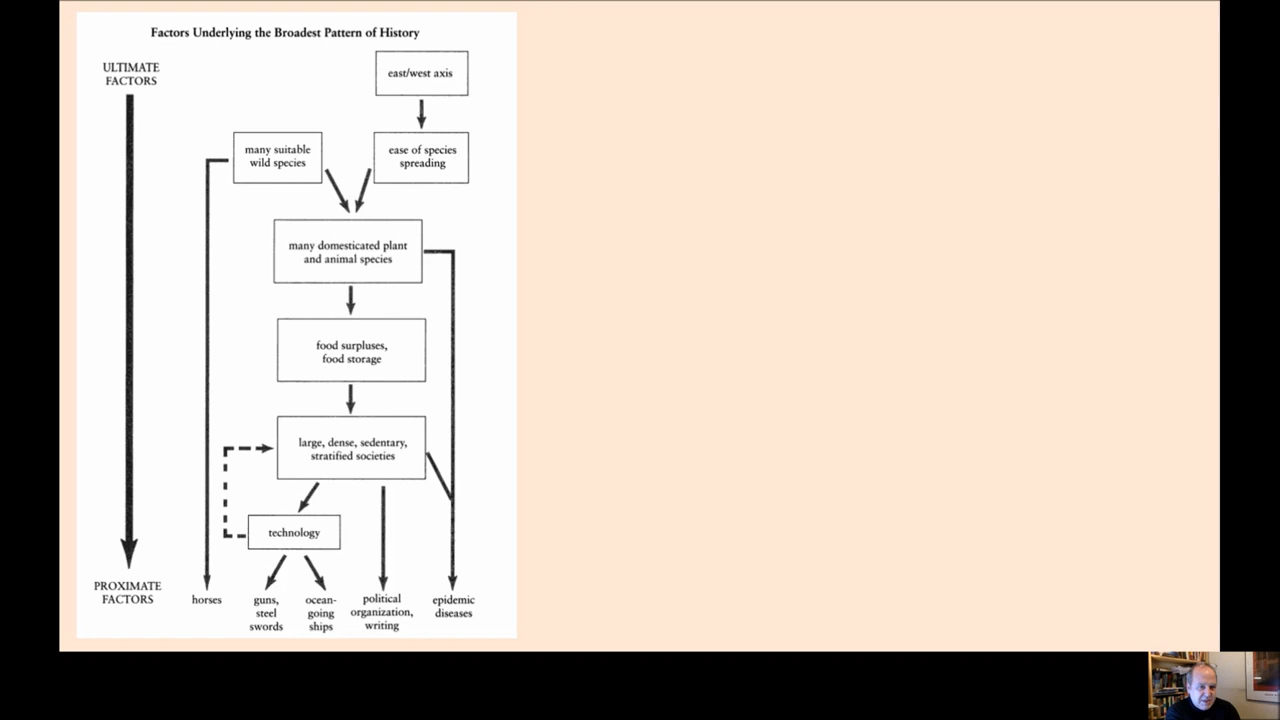 Factors Underlying the Broadest Pattern of History
ULTIMATE
FACTORS
east/west axis
many suitable
wild species
ease of species
spreading
many domesticated plant
and animal species
food surpluses,
food storage
large, dense, sedentary,
stratified societies
technology
PROXIMATE
FACTORS
horses
guns,
steel
swords
ocean-
going
ships
political
organization,
writing
epidemic
diseases